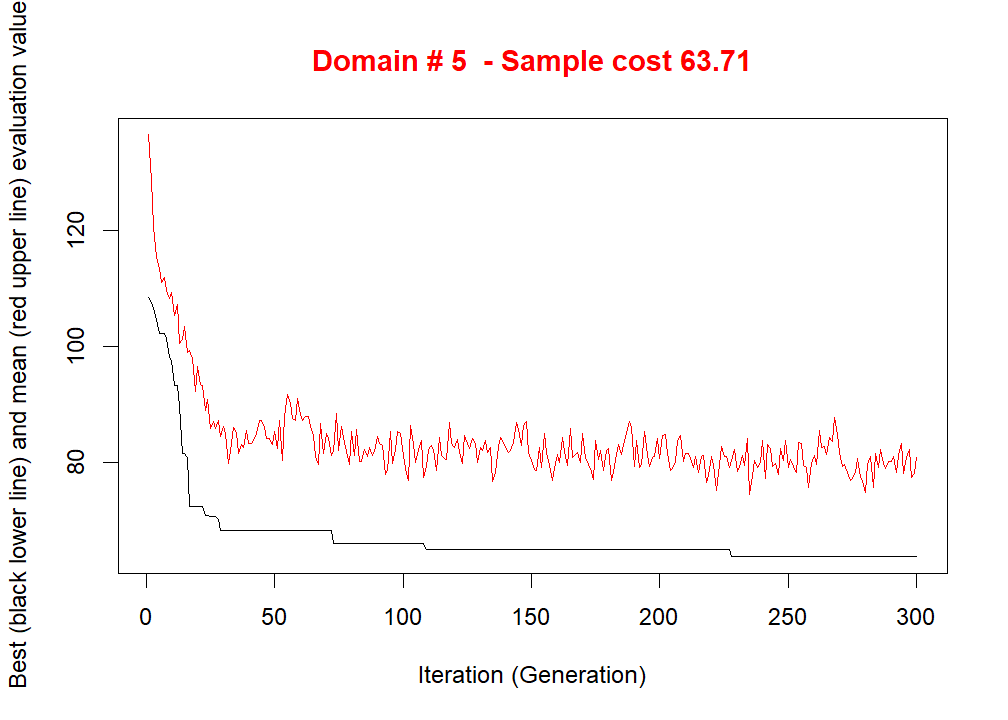 Domain # 5  - Sample cost 63.71
Best (black lower line) and mean (red upper line) evaluation value
120
100
80
0 50 100 150 200 250 300
Iteration (Generation)